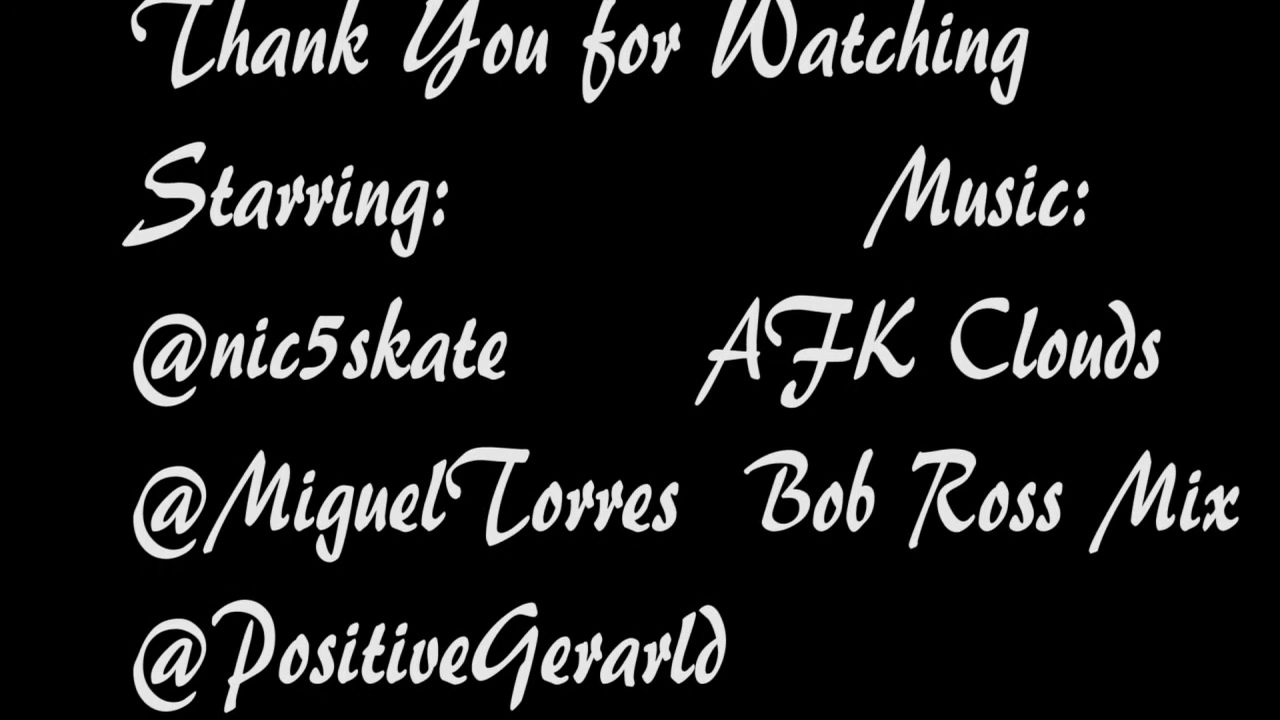 Thank You for Watching
Starring: Music:
@nic5skate AFK Clouds
@MiguelTorres Bob Ross Mix
@PositiveGerarld